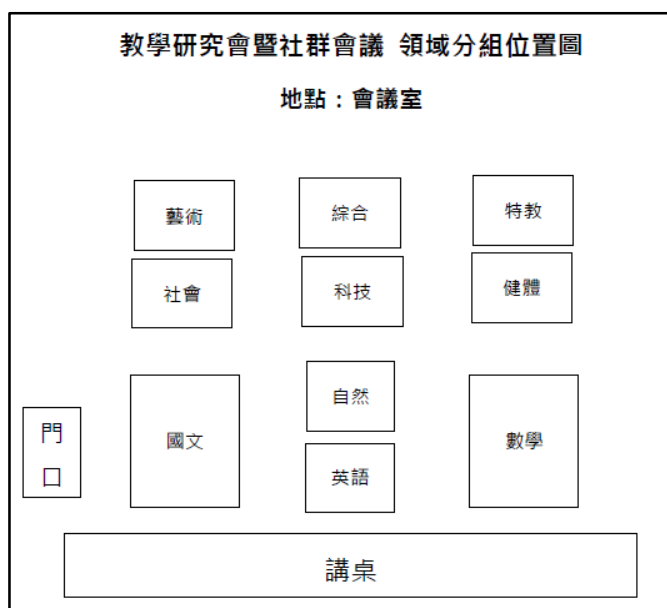 教學研究會暨社群會議 領域分組位置圖
地點：會議室
藝術
綜合
特教
社會
科技
健體
自然
門口
國文
數學
英語
講桌